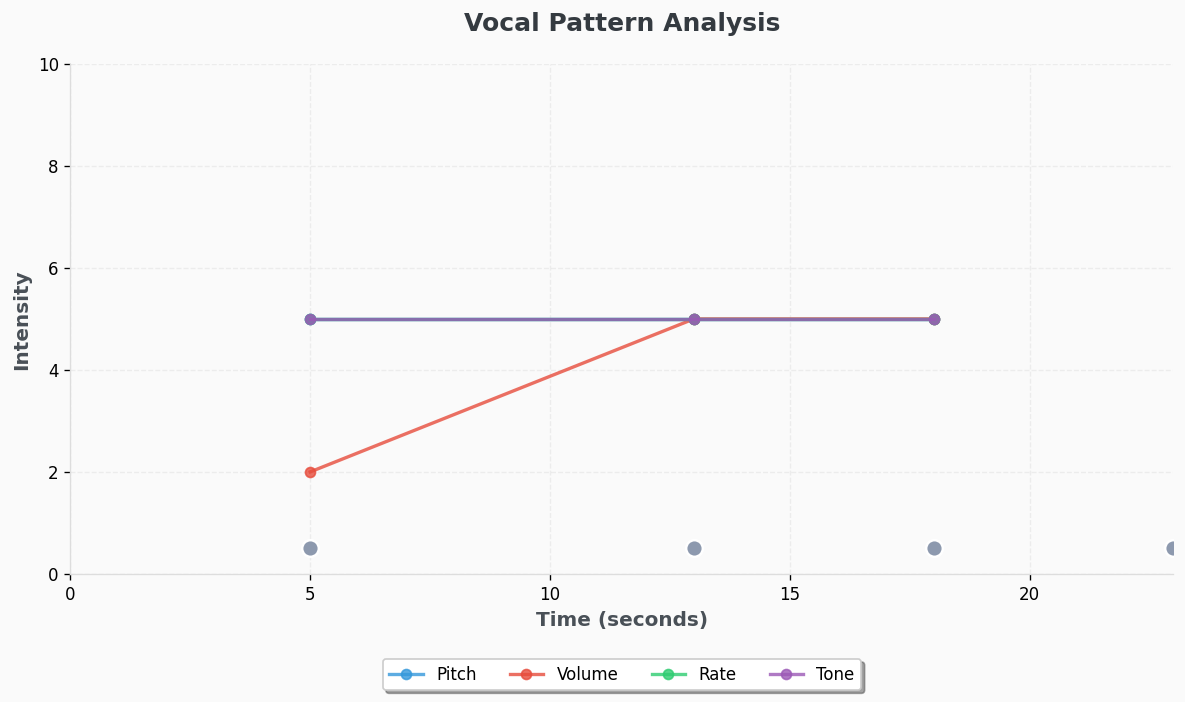 Vocal Pattern Analysis
10
8
6
4
2
0
Intensity
0 5 10 15 20
Time (seconds)
Pitch Volume Rate Tone